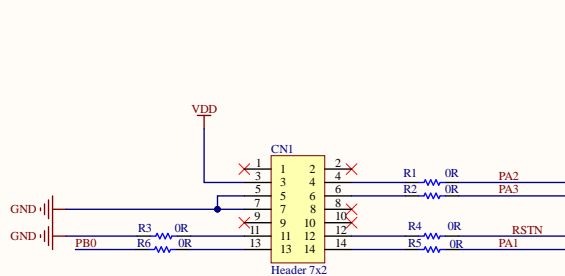 VDD
CN1
1 1 2 2
3 3 4 4 R1 0R PA2
5 5 6 6 R2 0R PA3
GND 7 7 8 8
9 9 10 10
GND R3 0R 11 11 12 12 R4 0R RSTN
PB0 R6 0R 13 13 14 14 R5 0R PA1
Header 7x2